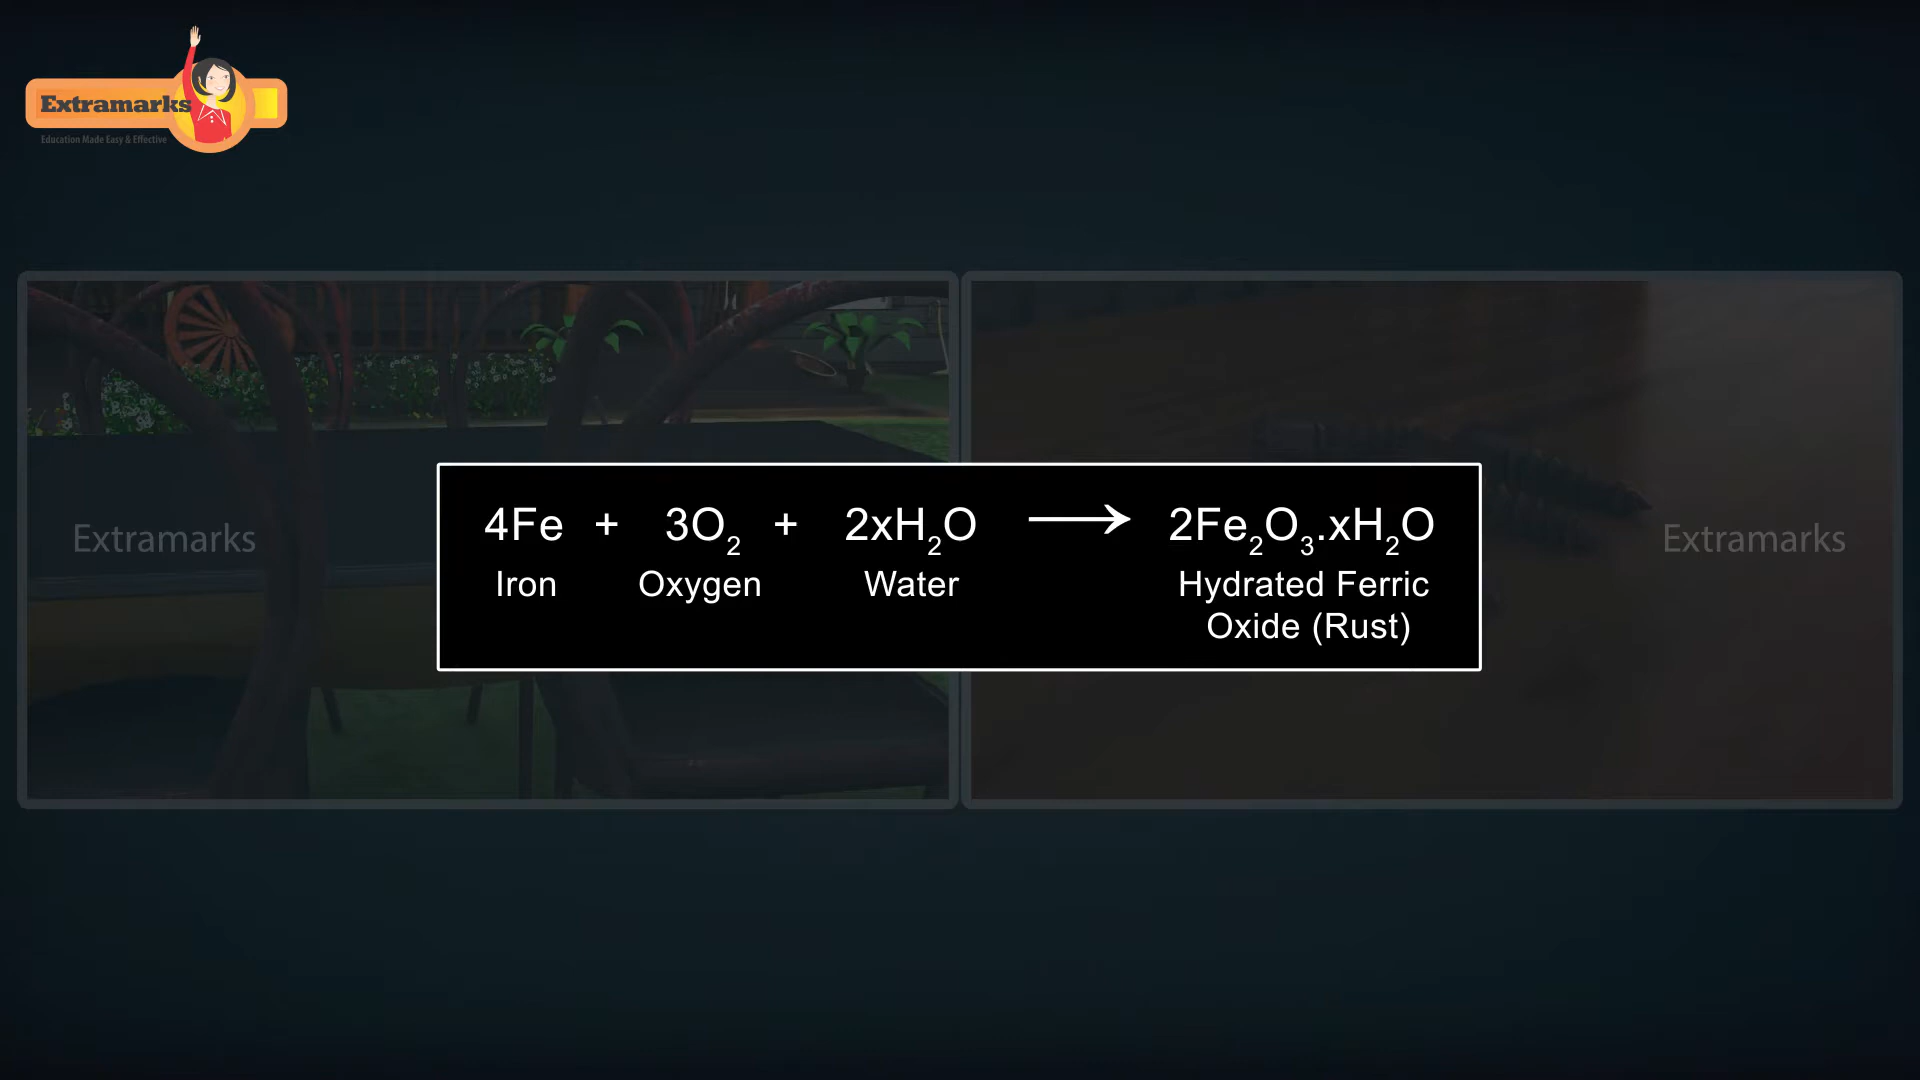 Extramarks
Education Made Easy & Effective
4Fe + 3O₂ + 2xH₂O ⟶ 2Fe₂O₃.xH₂O
Iron Oxygen Water Hydrated Ferric
Oxide (Rust)
Extramarks
Extramarks